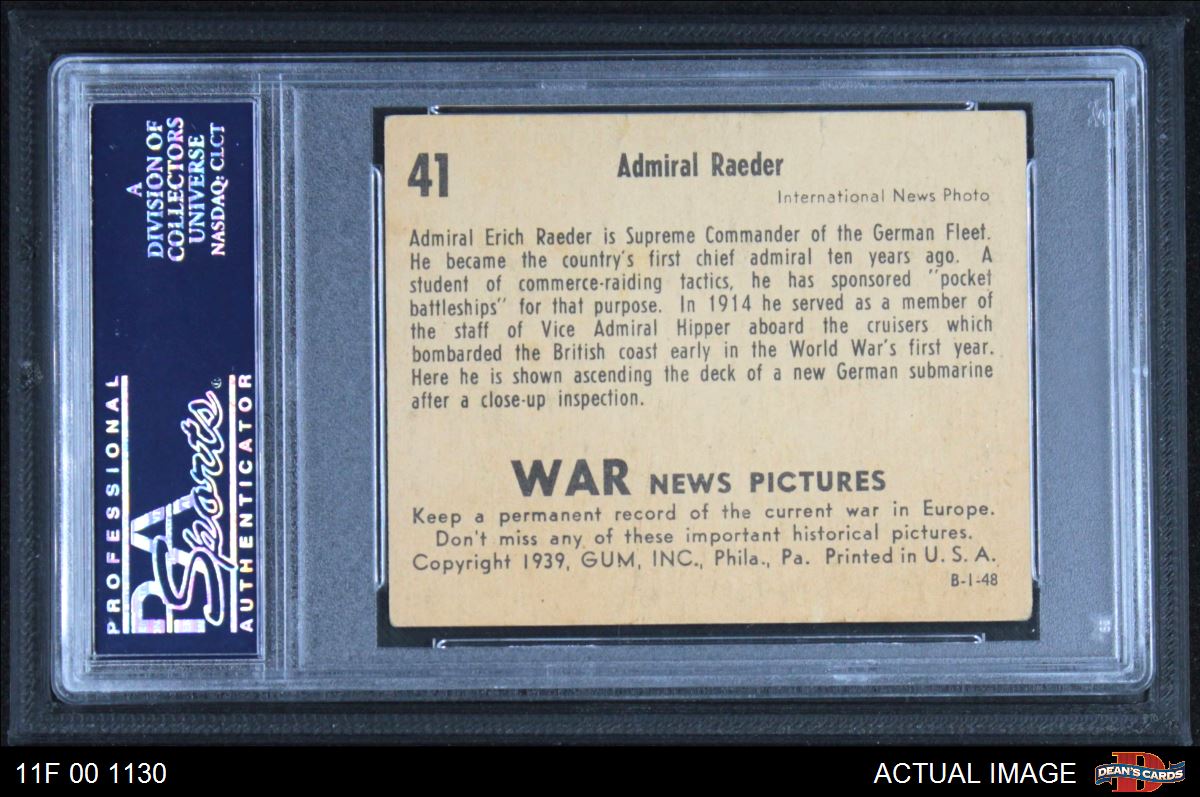 A
DIVISION OF
COLLECTORS
UNIVERSE
NASDAQ: CLCT
PROFESSIONAL
PSA
Sports
AUTHENTICATOR
41
Admiral Raeder
International News Photo
Admiral Erich Raeder is Supreme Commander of the German Fleet.
He became the country's first chief admiral ten years ago. A
student of commerce-raiding tactics, he has sponsored "pocket
battleships" for that purpose. In 1914 he served as a member of
the staff of Vice Admiral Hipper aboard the cruisers which
bombarded the British coast early in the World War's first year.
Here he is shown ascending the deck of a new German submarine
after a close-up inspection.
WAR NEWS PICTURES
Keep a permanent record of the current war in Europe.
Don't miss any of these important historical pictures.
Copyright 1939, GUM, INC., Phila., Pa. Printed in U. S. A.
B-1-48
11F 00 1130
ACTUAL IMAGE
D
DEAN'S CARDS